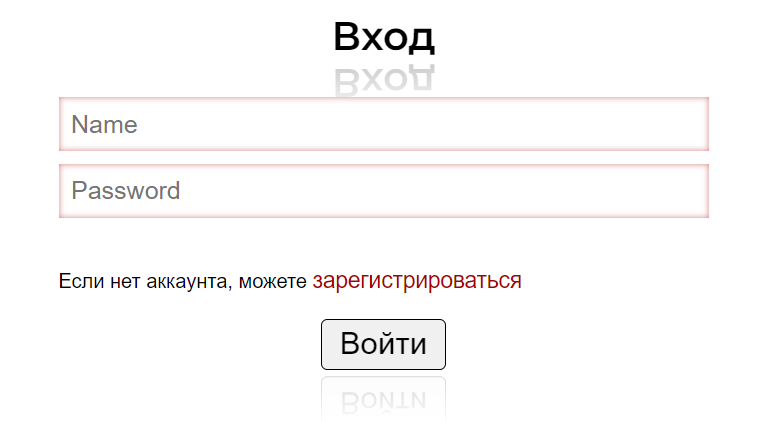 Вход
Name
Password
Если нет аккаунта, можете зарегистрироваться
Войти